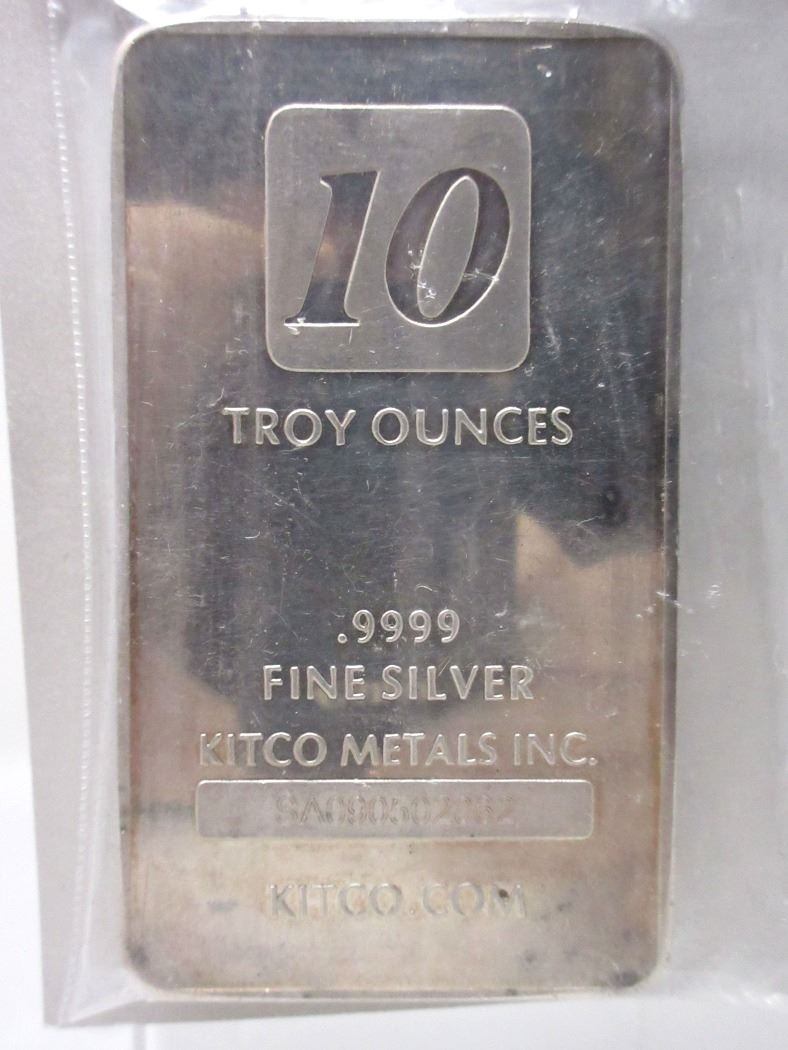 10
TROY OUNCES
.9999
FINE SILVER
KITCO METALS INC.
KITCO.COM